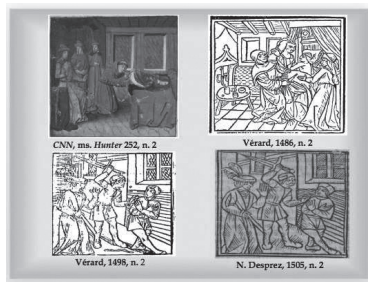 CNN, ms. Hunter 252, n. 2
Vérard, 1486, n. 2
Vérard, 1498, n. 2
N. Desprez, 1505, n. 2